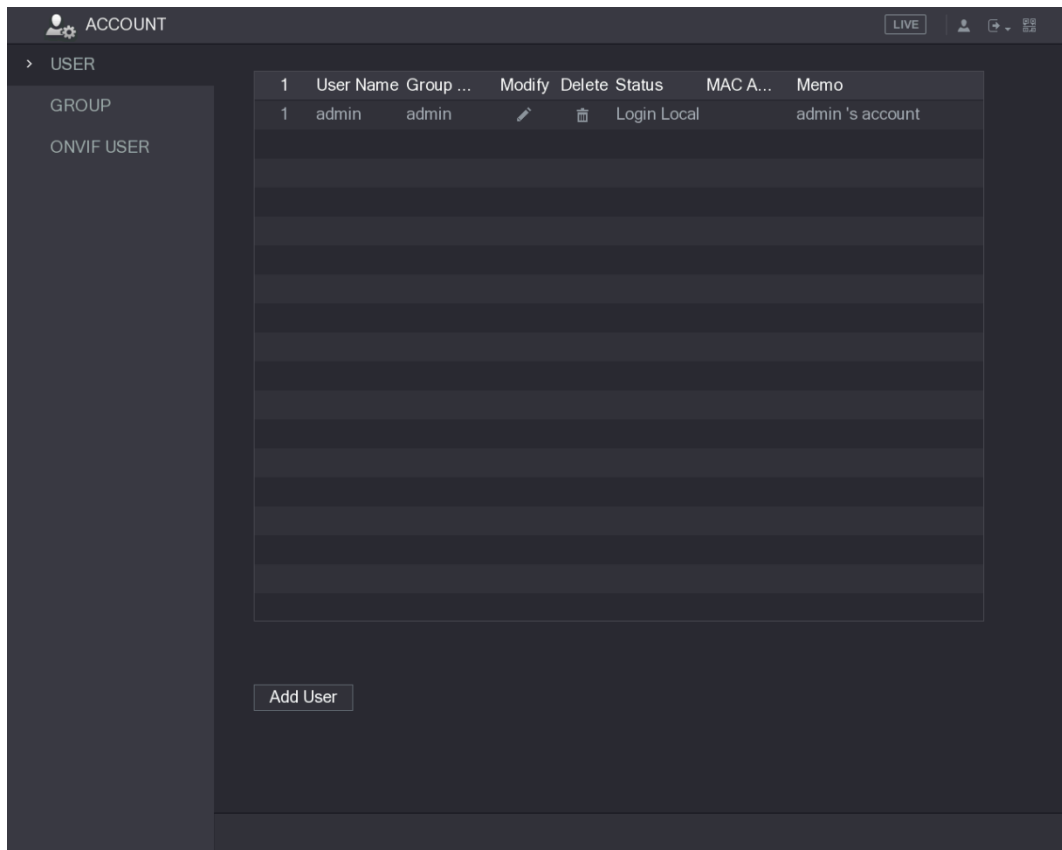 ACCOUNT
LIVE
USER
GROUP
ONVIF USER
1 User Name Group ... Modify Delete Status MAC A... Memo
1 admin admin Login Local admin 's account
Add User